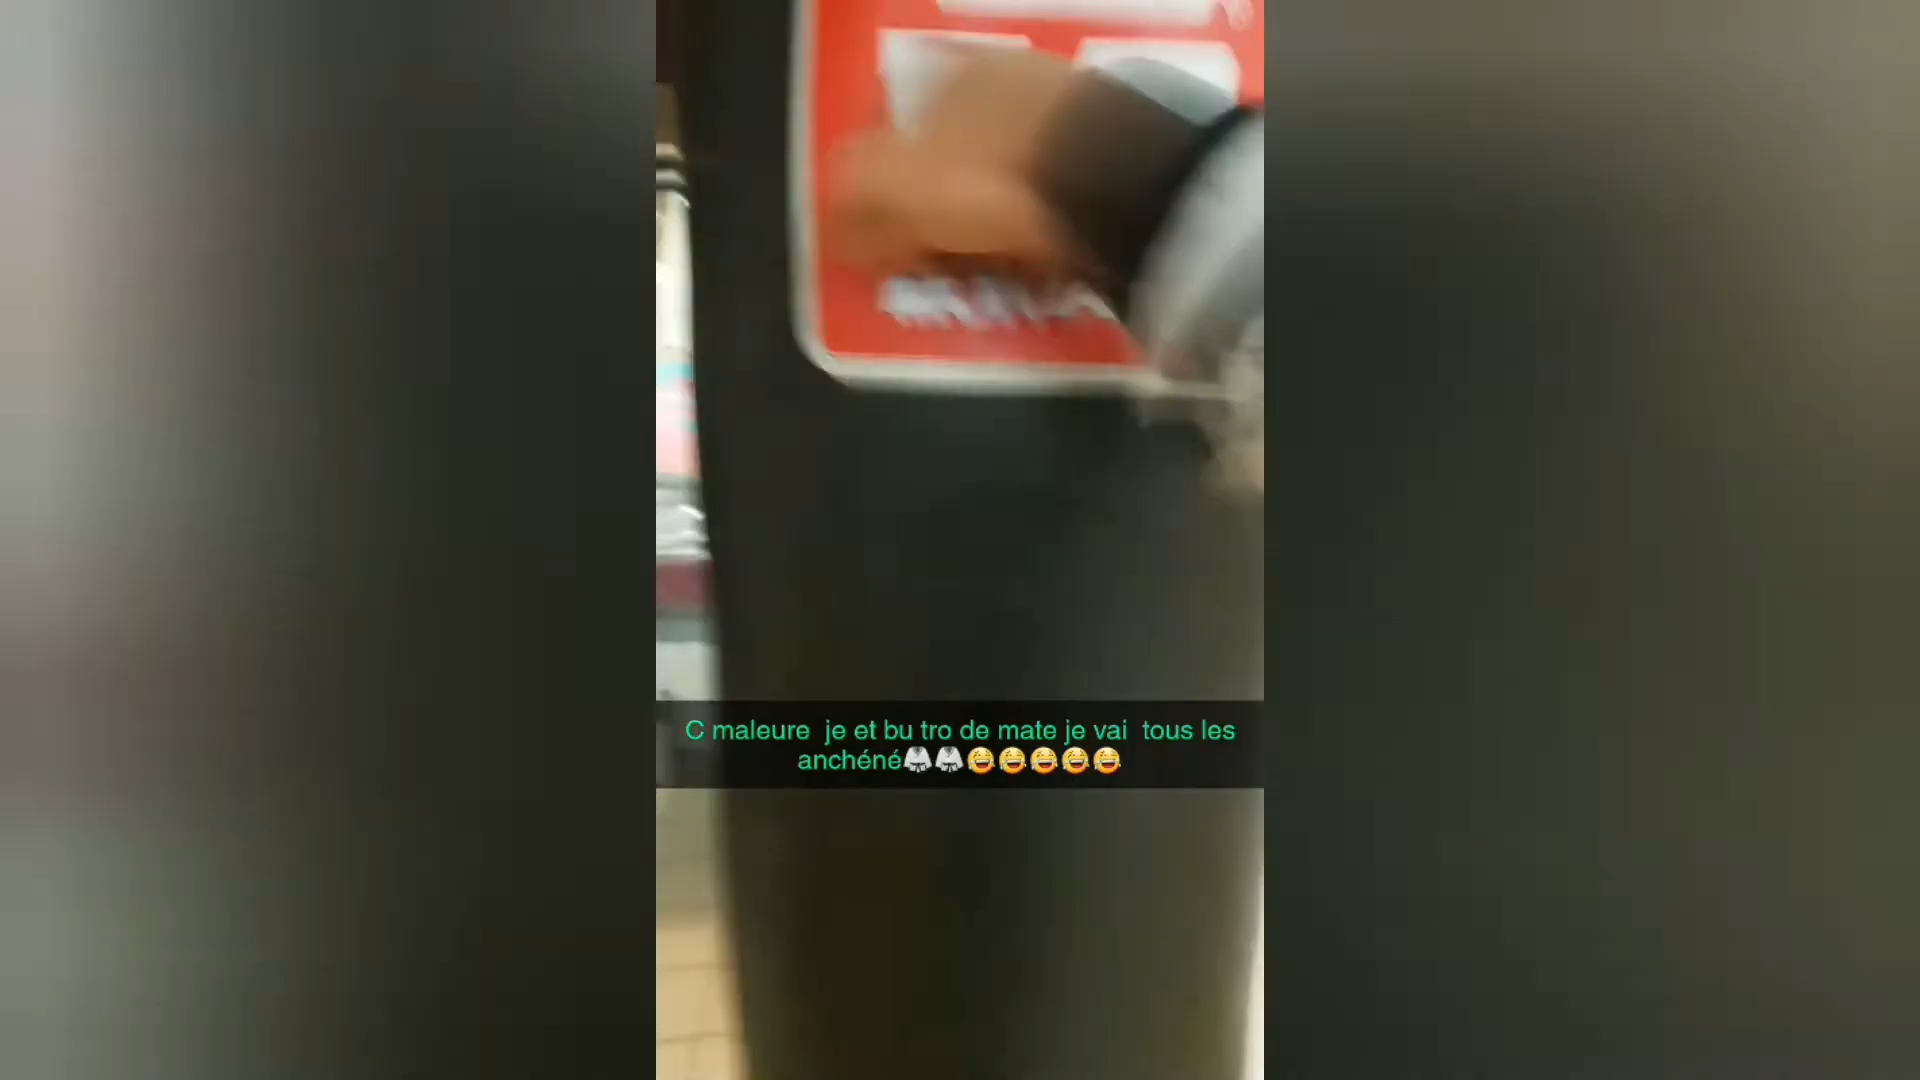 C maleure  je et bu tro de mate je vai  tous les
anchéné🥋🥋😂😂😂😂😂